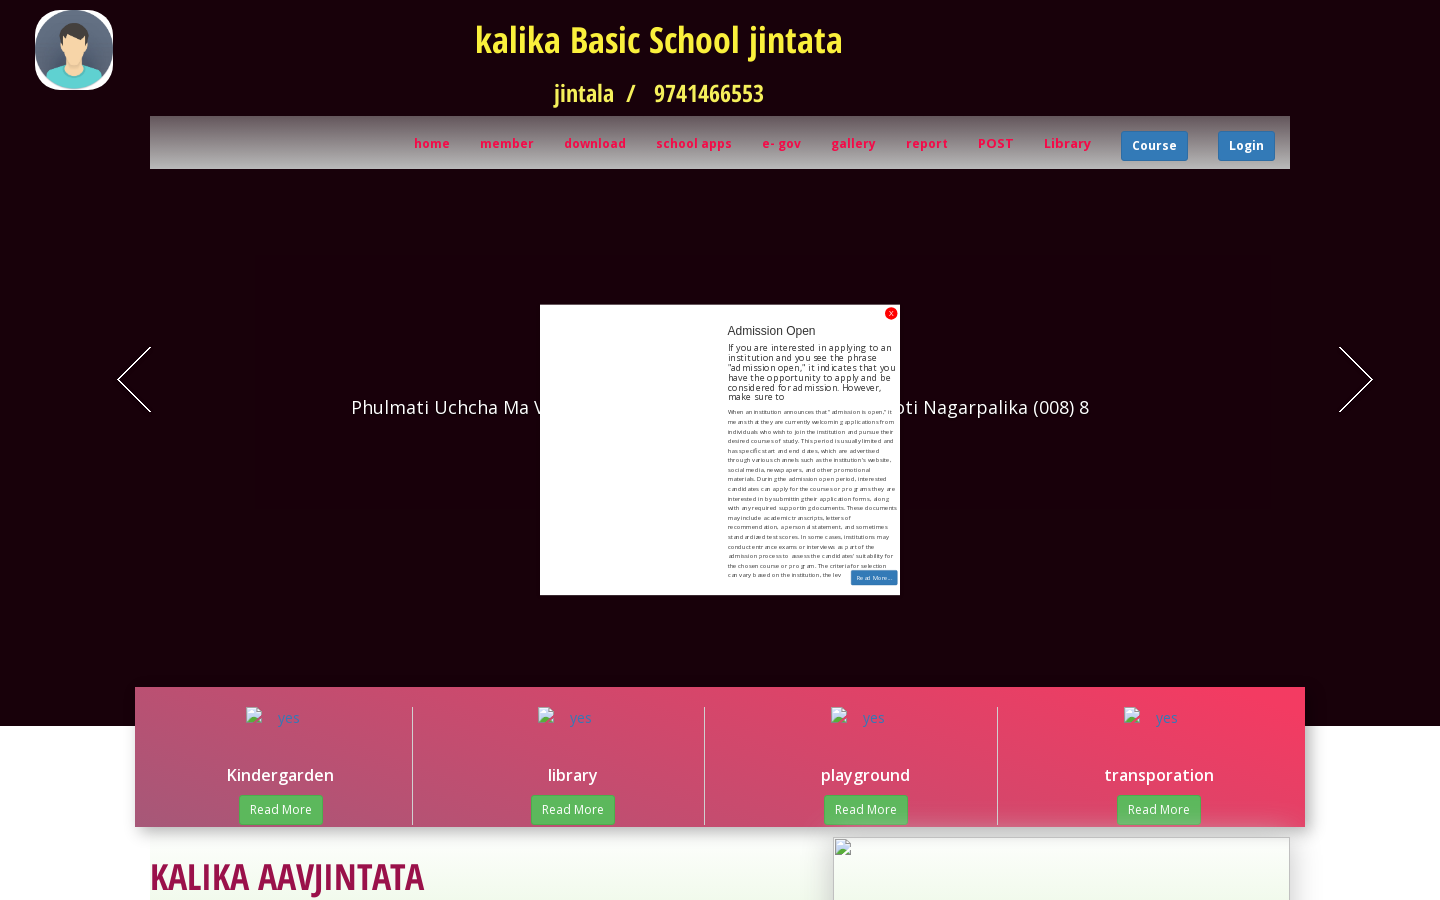 kalika Basic School jintata
jintala / 9741466553
home member download school apps e- gov gallery report POST Library Course Login
X
Admission Open
If you are interested in applying to an
institution and you see the phrase
"admission open," it indicates that you
have the opportunity to apply and be
considered for admission. However,
make sure to
Phulmati Uchcha Ma V
oti Nagarpalika (008) 8
When an institution announces that "admission is open," it
means that they are currently welcoming applications from
individuals who wish to join the institution and pursue their
desired courses of study. This period is usually limited and
has specific start and end dates, which are advertised
through various channels such as the institution's website,
social media, newspapers, and other promotional
materials. During the admission open period, interested
candidates can apply for the courses or programs they are
interested in by submitting their application forms, along
with any required supporting documents. These documents
may include academic transcripts, letters of
recommendation, a personal statement, and sometimes
standardized test scores. In some cases, institutions may
conduct entrance exams or interviews as part of the
admission process to assess the candidates' suitability for
the chosen course or program. The criteria for selection
can vary based on the institution, the lev
Read More...
yes yes yes yes
Kindergarden library playground transporation
Read More Read More Read More Read More
KALIKA AAVJINTATA